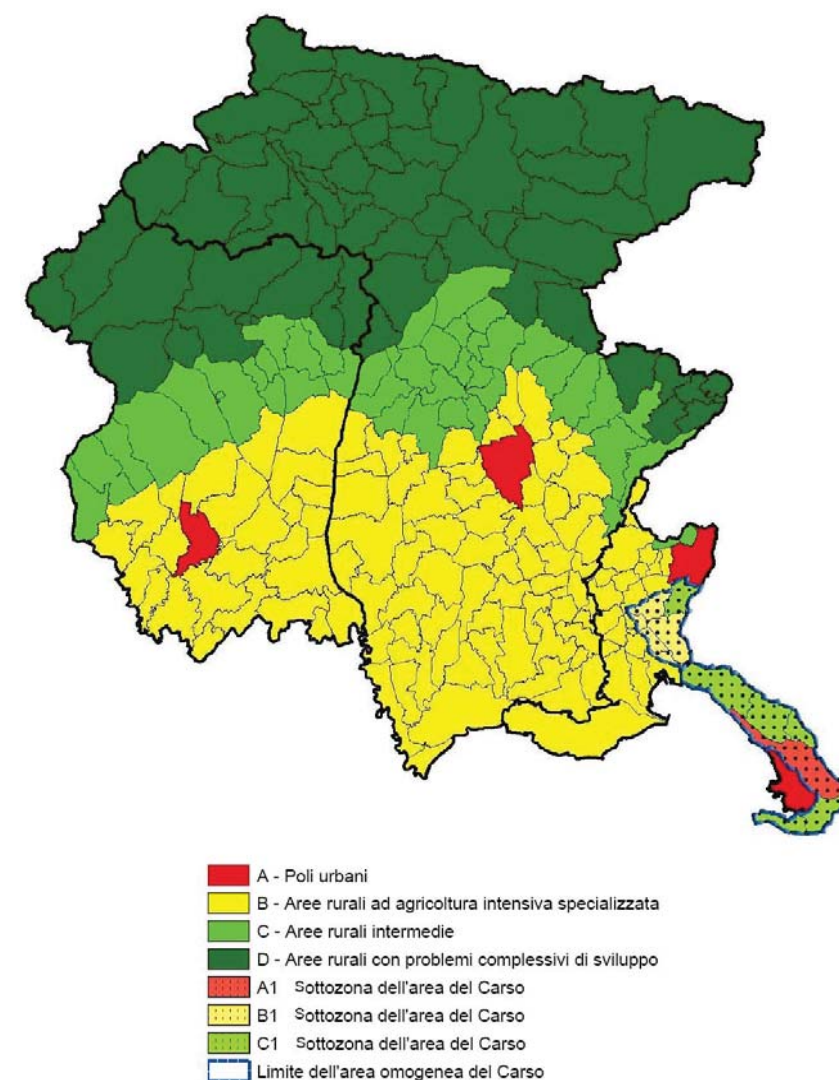 A - Poli urbani
B - Aree rurali ad agricoltura intensiva specializzata
C - Aree rurali intermedie
D - Aree rurali con problemi complessivi di sviluppo
A1 Sottozona dell'area del Carso
B1 Sottozona dell'area del Carso
C1 Sottozona dell'area del Carso
Limite dell'area omogenea del Carso